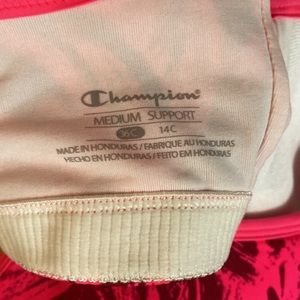 Champion
MEDIUM SUPPORT
36C 14C
MADE IN HONDURAS / FABRIQUE AU HONDURAS
HECHO EN HONDURAS / FEITO EM HONDURAS